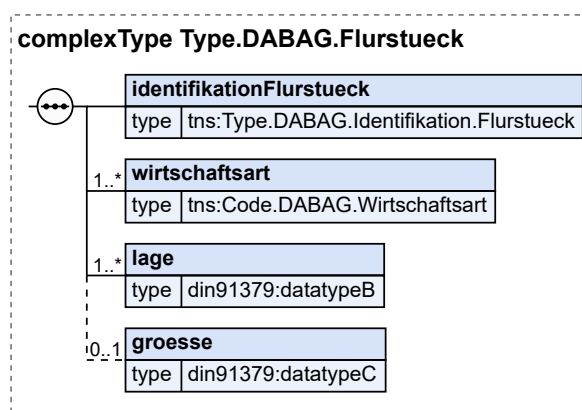 complexType Type.DABAG.Flurstueck
identifikationFlurstueck
type tns:Type.DABAG.Identifikation.Flurstueck
1..* wirtschaftsart
type tns:Code.DABAG.Wirtschaftsart
1..* lage
type din91379:datatypeB
0..1 groesse
type din91379:datatypeC